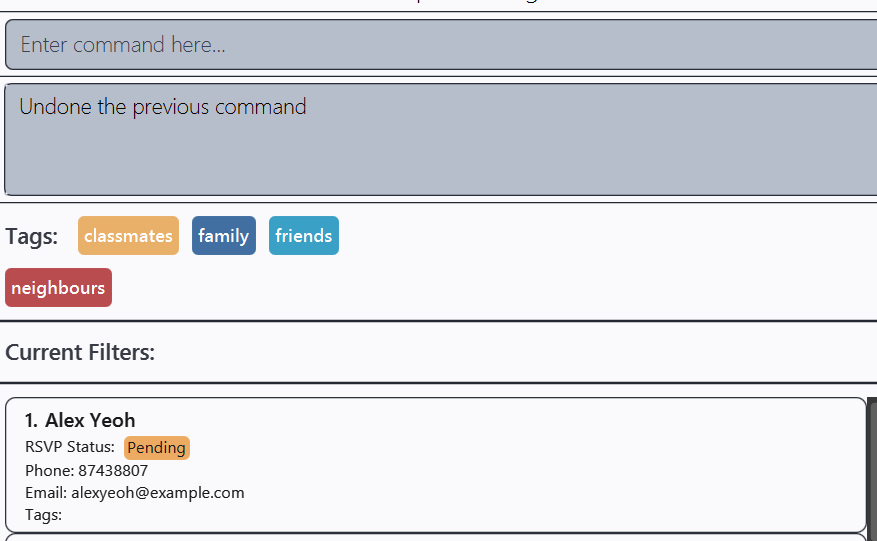 Enter command here...
Undone the previous command
Tags: classmates family friends
neighbours
Current Filters:
1. Alex Yeoh
RSVP Status: Pending
Phone: 87438807
Email: alexyeoh@example.com
Tags: